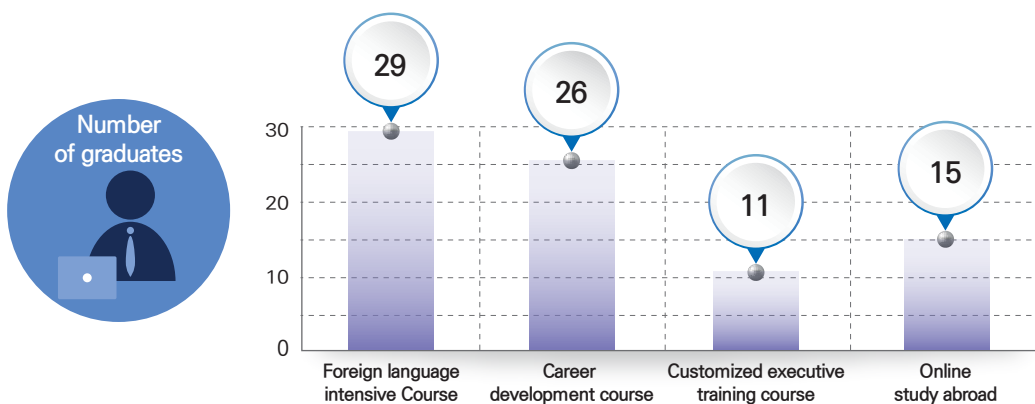 Number
of graduates
29
26
11
15
30
20
10
0
Foreign language
intensive Course
Career
development course
Customized executive
training course
Online
study abroad